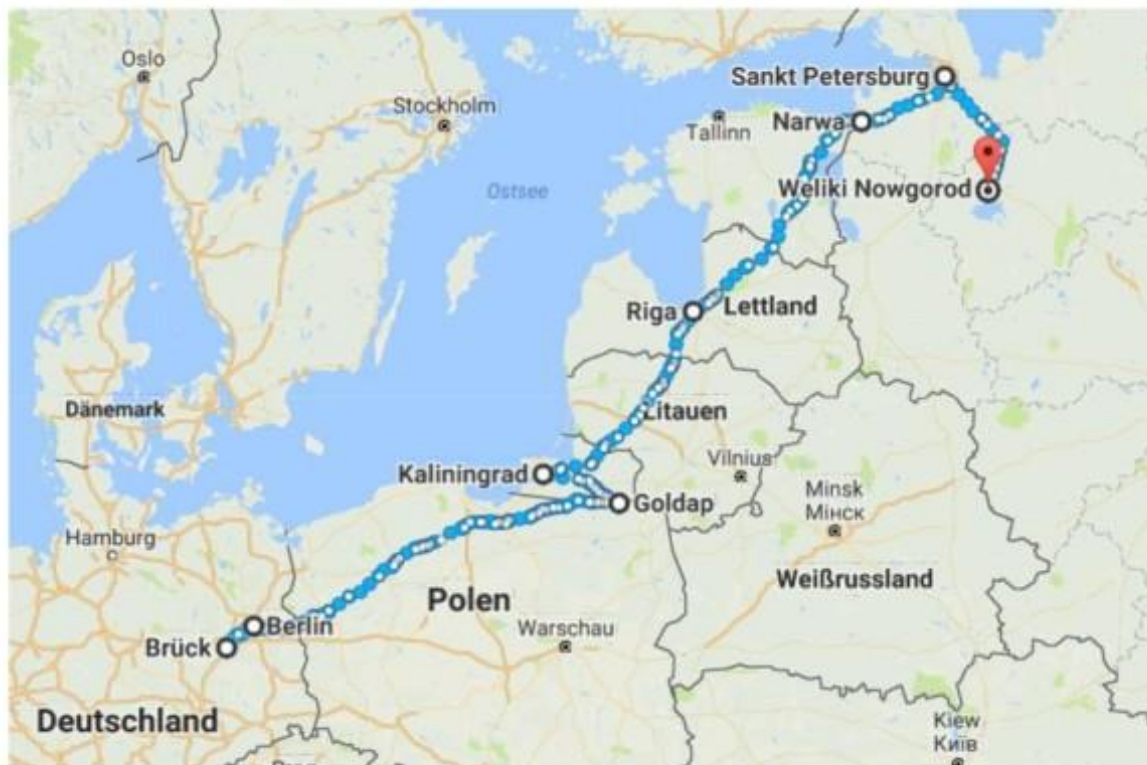 Oslo
Stockholm
Sankt Petersburg
Tallinn
Narwa
Weliki Nowgorod
Ostsee
Riga
Lettland
Dänemark
Litauen
Kaliningrad
Vilnius
Goldap
Minsk
Мінск
Hamburg
Weißrussland
Polen
Berlin
Warschau
Brück
Deutschland
Kiew
Київ